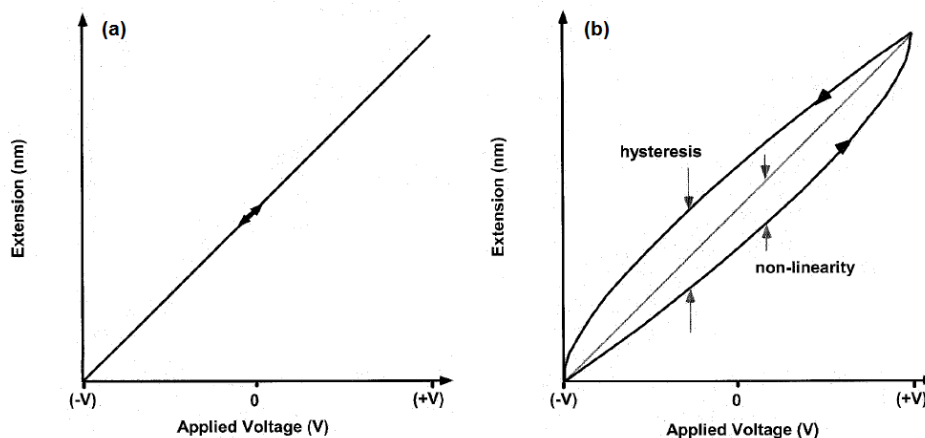 (a)
Extension (nm)
(-V)
0
(+V)
Applied Voltage (V)
(b)
Extension (nm)
hysteresis
non-linearity
(-V)
0
(+V)
Applied Voltage (V)